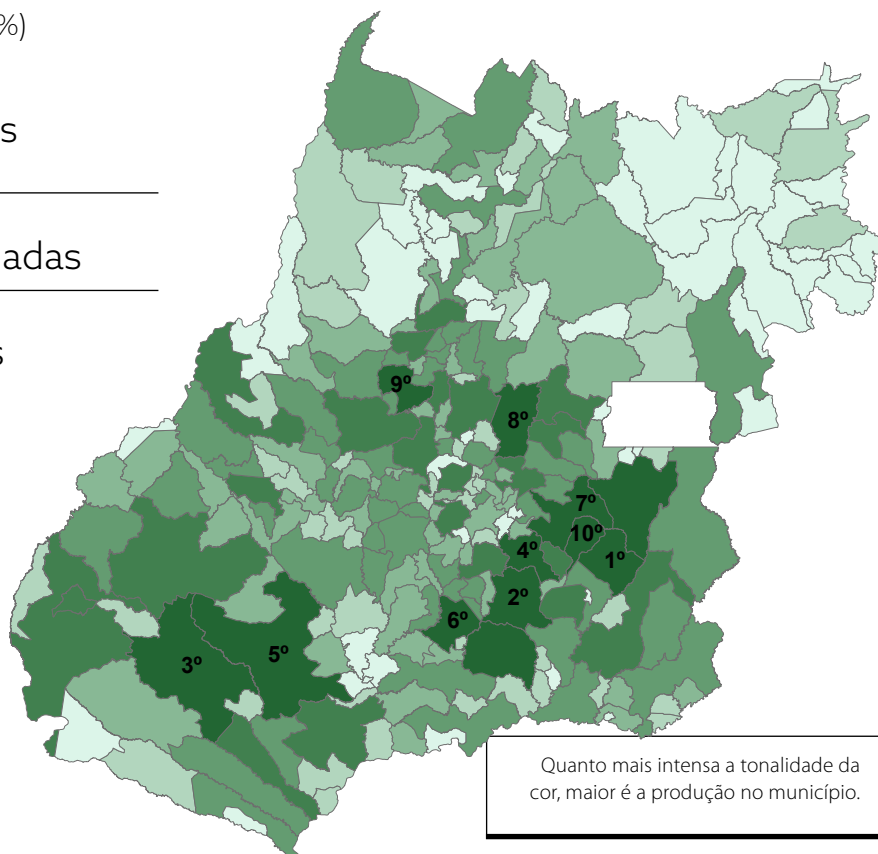 %)
s
adas
s
9º
8º
7º
10º
4º
1º
2º
6º
5º
3º
Quanto mais intensa a tonalidade da
cor, maior é a produção no município.